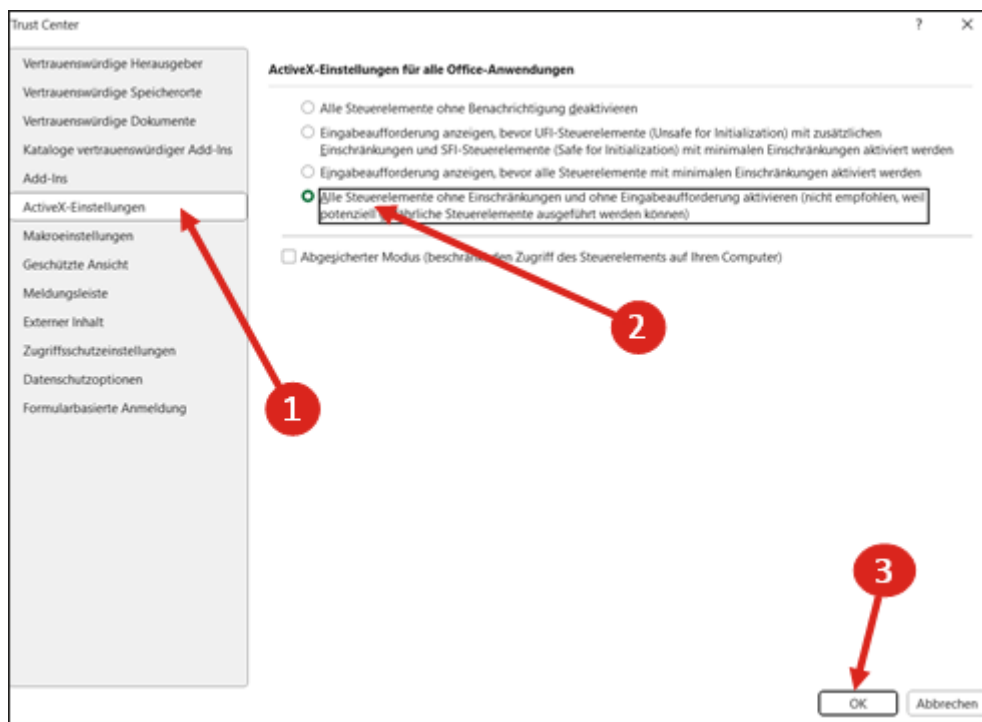 Trust Center
? ×
Vertrauenswürdige Herausgeber
Vertrauenswürdige Speicherorte
Vertrauenswürdige Dokumente
Kataloge vertrauenswürdiger Add-Ins
Add-Ins
ActiveX-Einstellungen
Makroeinstellungen
Geschützte Ansicht
Meldungsleiste
Externer Inhalt
Zugriffsschutzeinstellungen
Datenschutzoptionen
Formularbasierte Anmeldung
ActiveX-Einstellungen für alle Office-Anwendungen
Alle Steuerelemente ohne Benachrichtigung deaktivieren
Eingabeaufforderung anzeigen, bevor UFI-Steuerelemente (Unsafe for Initialization) mit zusätzlichen
Einschränkungen und SFI-Steuerelemente (Safe for Initialization) mit minimalen Einschränkungen aktiviert werden
Eingabeaufforderung anzeigen, bevor alle Steuerelemente mit minimalen Einschränkungen aktiviert werden
Alle Steuerelemente ohne Einschränkungen und ohne Eingabeaufforderung aktivieren (nicht empfohlen, weil
potenziell Steuerelemente ausgeführt werden können)
Abgesicherter Modus Zugriff des Steuerelements auf Ihren Computer)
1
2
3
OK
Abbrechen